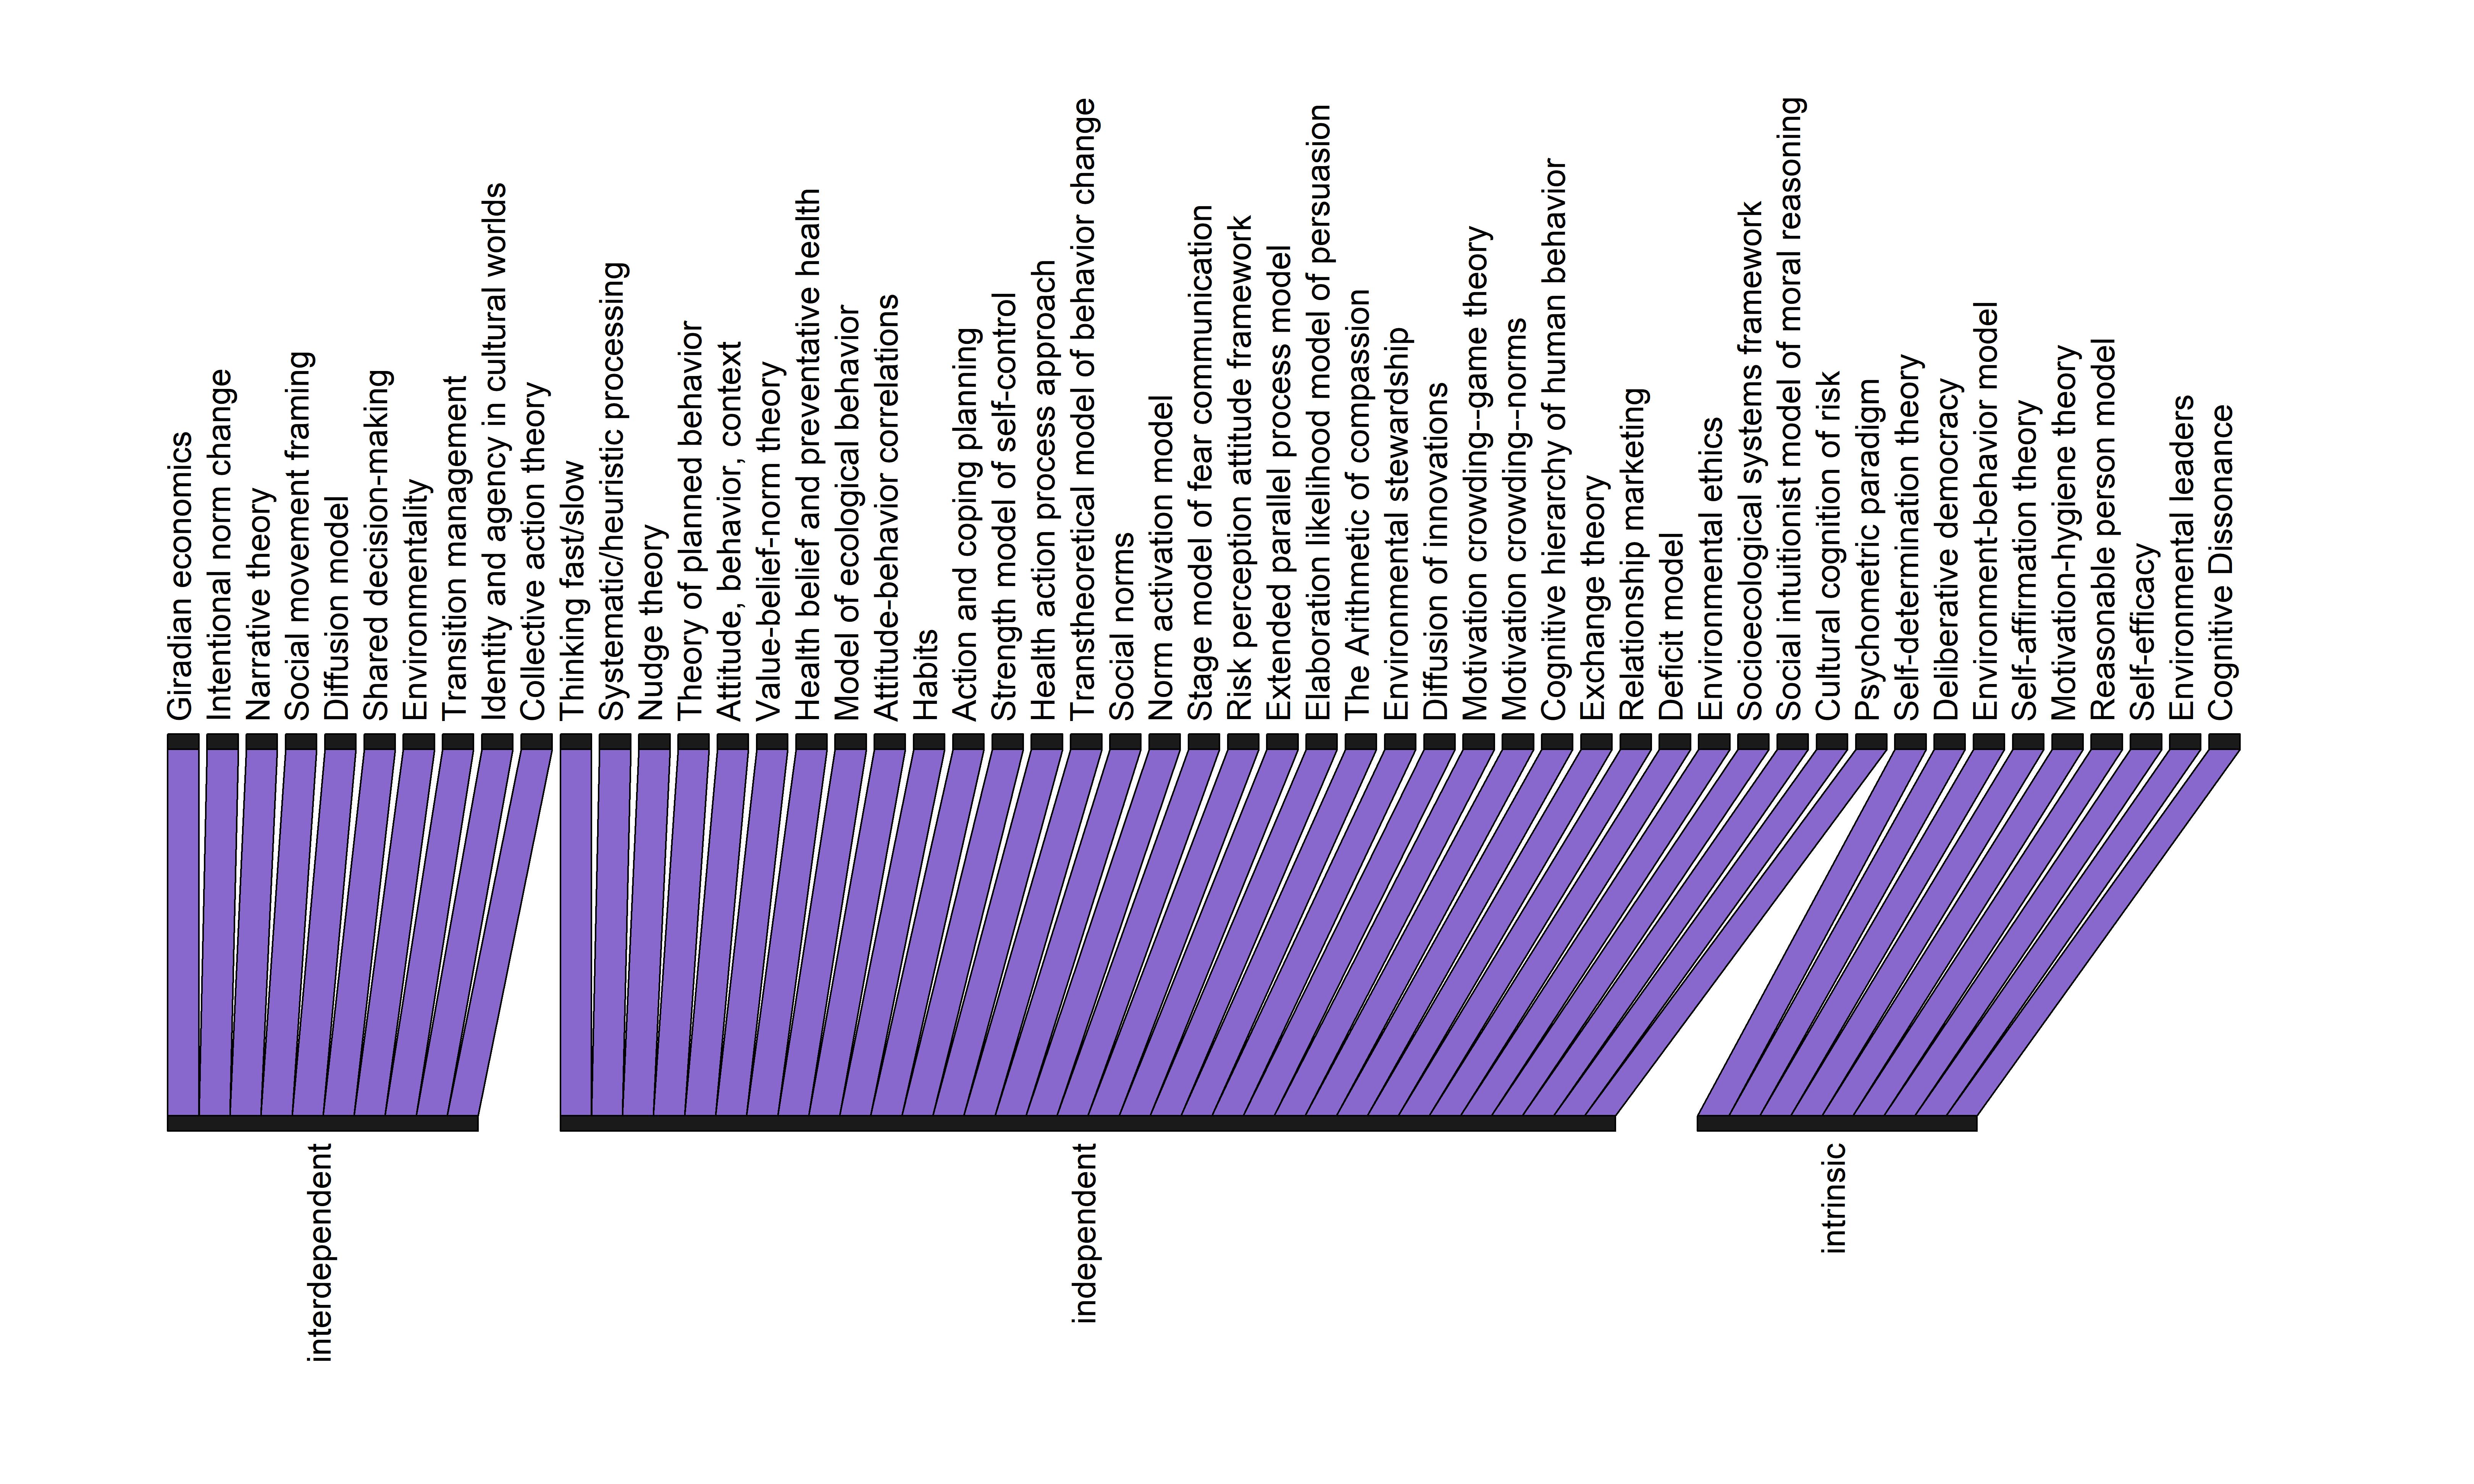 Giradian economics
Intentional norm change
Narrative theory
Social movement framing
Diffusion model
Shared decision-making
Environmentality
Transition management
Identity and agency in cultural worlds
Collective action theory
Thinking fast/slow
Systematic/heuristic processing
Nudge theory
Theory of planned behavior
Attitude, behavior, context
Value-belief-norm theory
Health belief and preventative health
Model of ecological behavior
Attitude-behavior correlations
Habits
Action and coping planning
Strength model of self-control
Health action process approach
Transtheoretical model of behavior change
Social norms
Norm activation model
Stage model of fear communication
Risk perception attitude framework
Extended parallel process model
Elaboration likelihood model of persuasion
The Arithmetic of compassion
Environmental stewardship
Diffusion of innovations
Motivation crowding--game theory
Motivation crowding--norms
Cognitive hierarchy of human behavior
Exchange theory
Relationship marketing
Deficit model
Environmental ethics
Socioecological systems framework
Social intuitionist model of moral reasoning
Cultural cognition of risk
Psychometric paradigm
Self-determination theory
Deliberative democracy
Environment-behavior model
Self-affirmation theory
Motivation-hygiene theory
Reasonable person model
Self-efficacy
Environmental leaders
Cognitive Dissonance
interdependent
independent
intrinsic